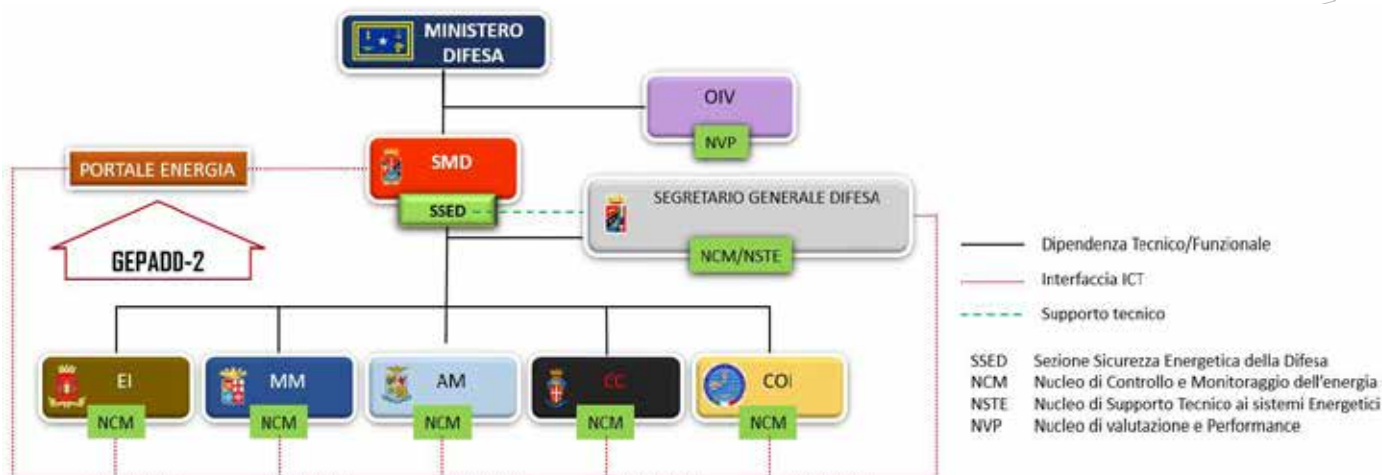 MINISTERO
DIFESA
OIV
NVP
PORTALE ENERGIA
SMD
SSED
SEGRETARIO GENERALE DIFESA
NCM/NSTE
GEPADD-2
EI
MM
AM
CC
COI
NCM
NCM
NCM
NCM
NCM
Dipendenza Tecnico/Funzionale
Interfaccia ICT
Supporto tecnico
SSED Sezione Sicurezza Energetica della Difesa
NCM Nucleo di Controllo e Monitoraggio dell'energia
NSTE Nucleo di Supporto Tecnico ai sistemi Energetici
NVP Nucleo di valutazione e Performance